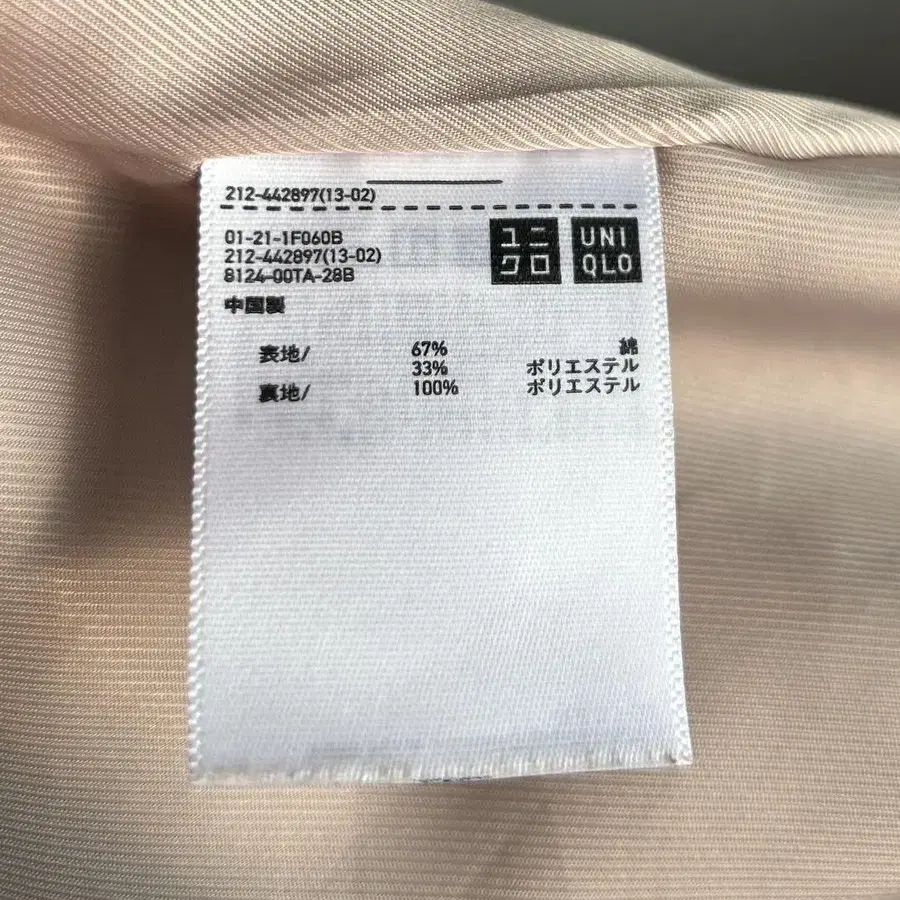 212-442897(13-02)
01-21-1F060B
212-442897(13-02)
8124-00TA-28B
中国製
ユニ
クロ
UNI
QLO
表地/ 67% 綿
33% ポリエステル
裏地/ 100% ポリエステル